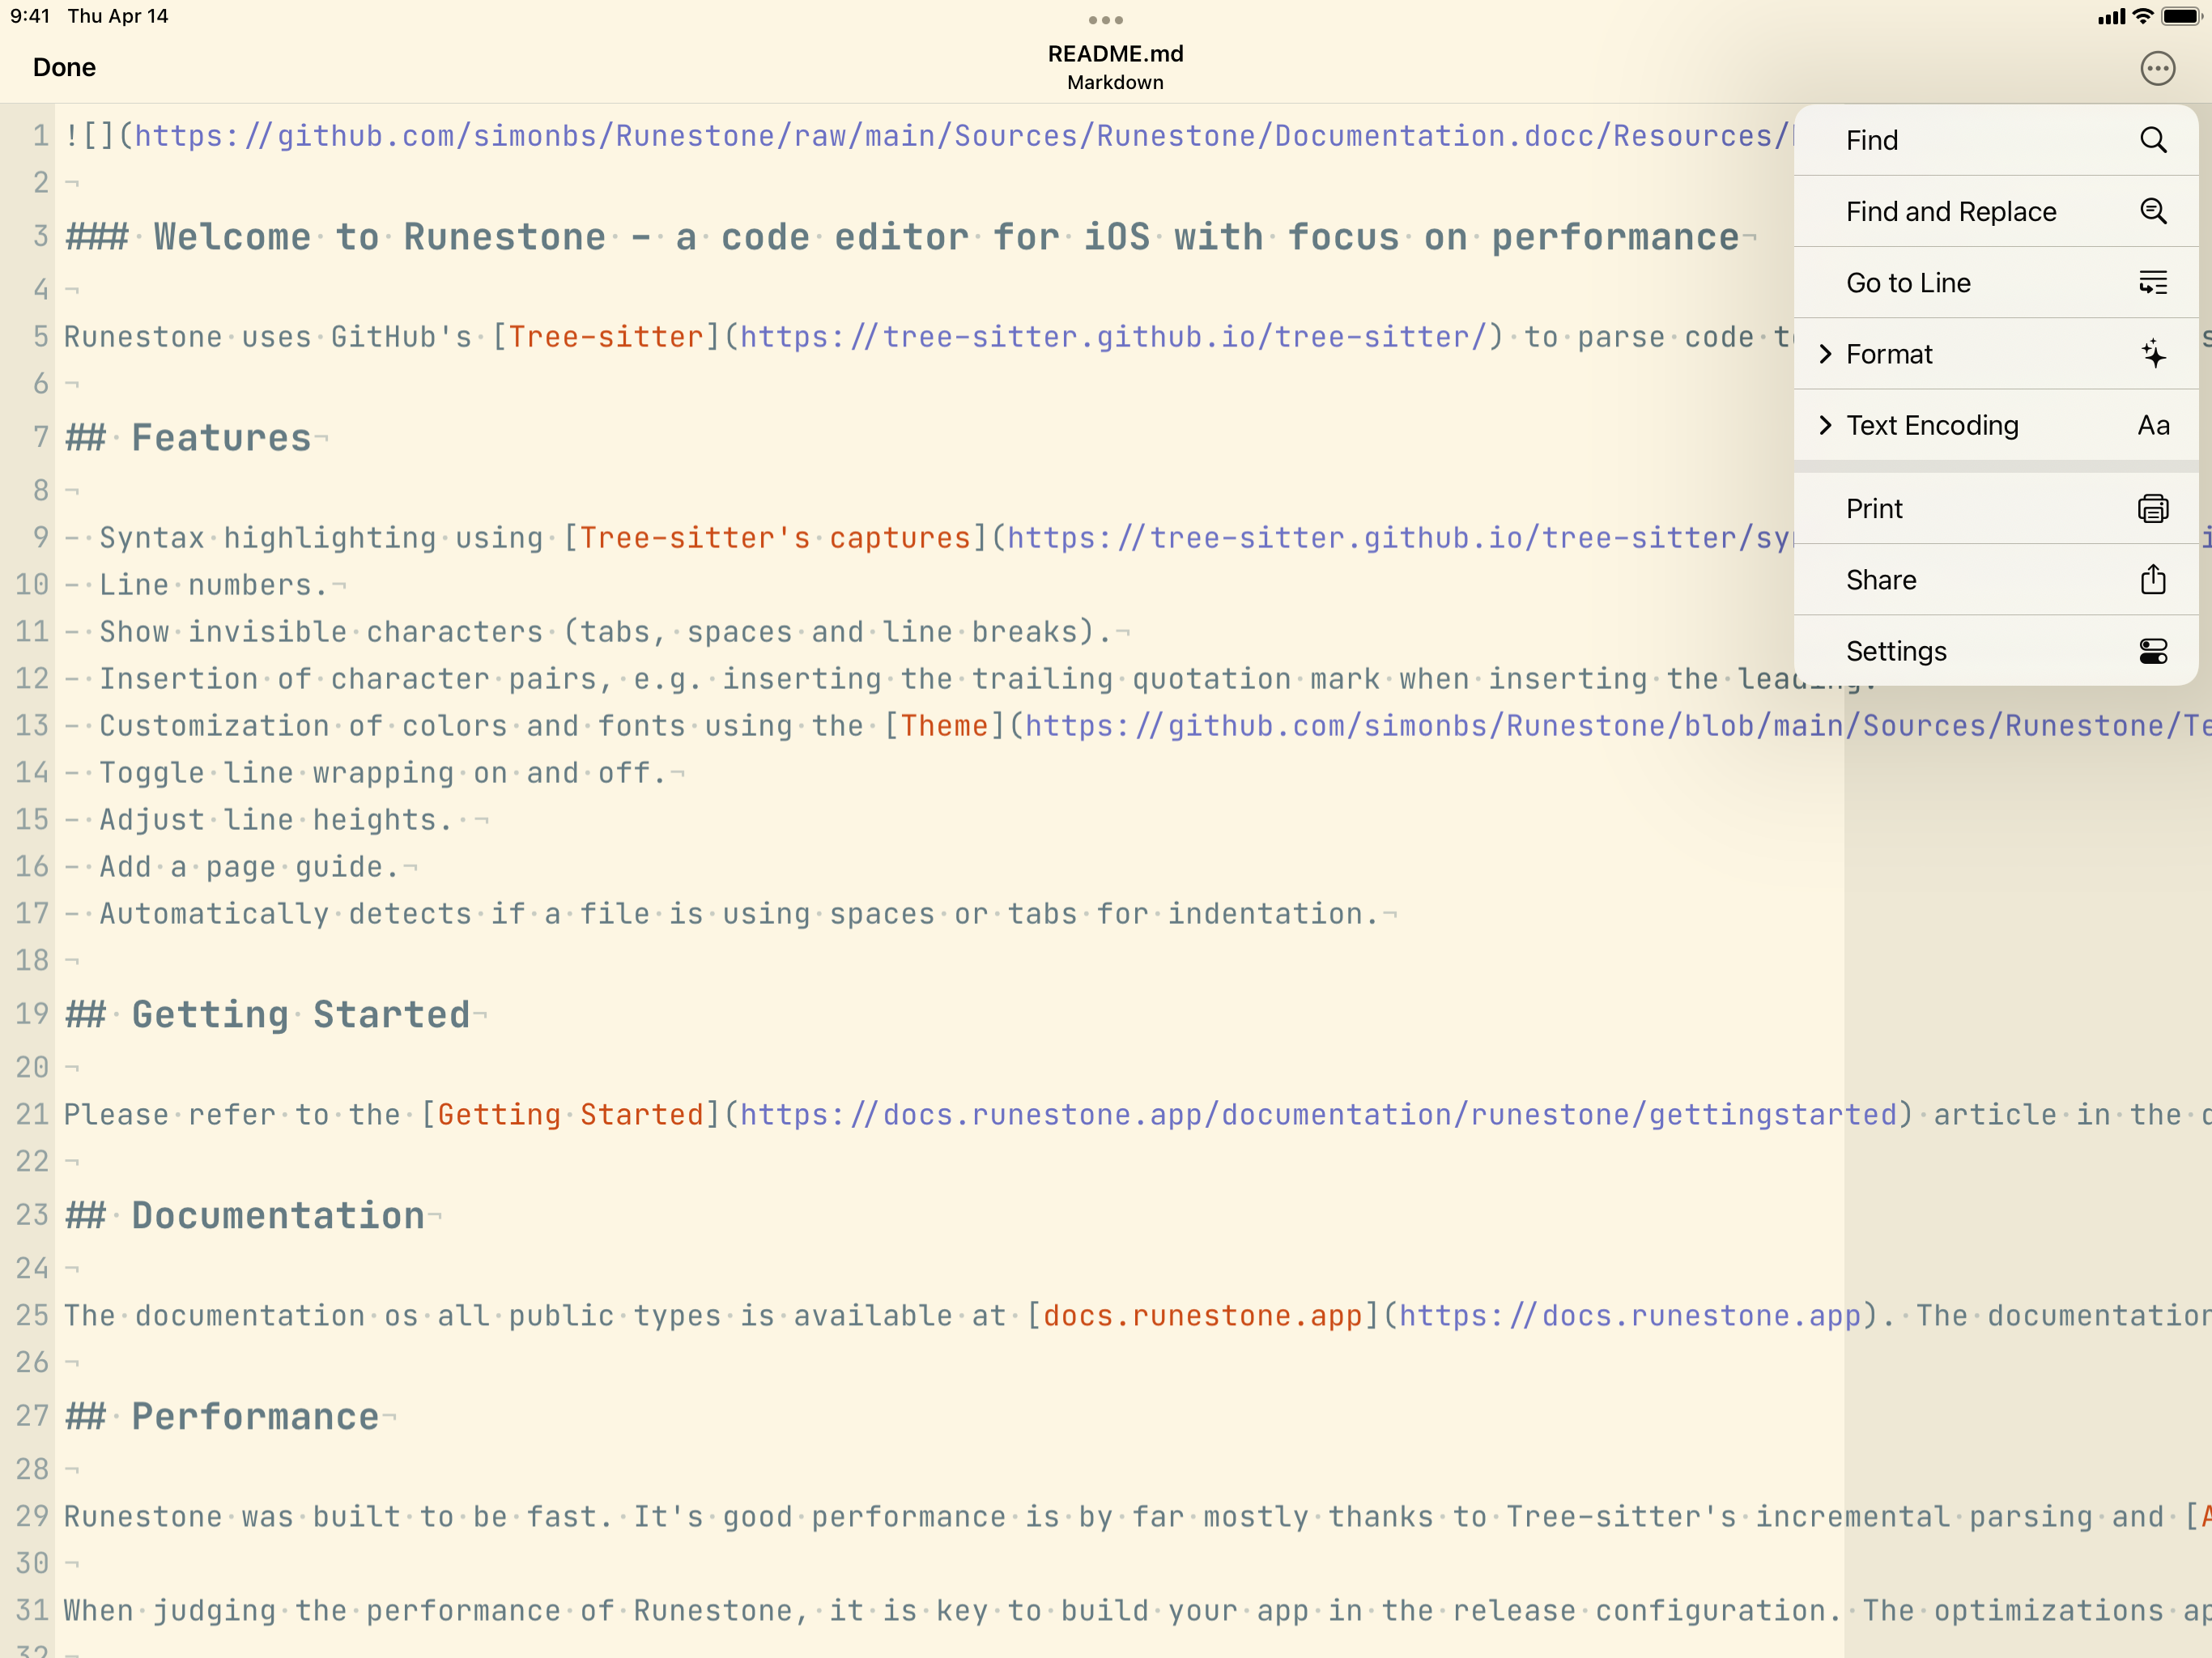 9:41 Thu Apr 14
Done
README.md
Markdown
1 ![](https://github.com/simonbs/Runestone/raw/main/Sources/Runestone/Documentation.docc/Resources/
2 ¬
3 ###·Welcome·to·Runestone·-·a·code·editor·for·iOS·with·focus·on·performance¬
4 ¬
5 Runestone·uses·GitHub's·[Tree-sitter](https://tree-sitter.github.io/tree-sitter/)·to·parse·code
6 ¬
7 ##·Features¬
8 ¬
9 -·Syntax·highlighting·using·[Tree-sitter's·captures](https://tree-sitter.github.io/tree-sitter/
10 -·Line·numbers.¬
11 -·Show·invisible·characters·(tabs,·spaces·and·line·breaks).¬
12 -·Insertion·of·character·pairs,·e.g.·inserting·the·trailing·quotation·mark·when·inserting·the·leading.
13 -·Customization·of·colors·and·fonts·using·the·[Theme](https://github.com/simonbs/Runestone/blob/main/Sources/Runestone/Te
14 -·Toggle·line·wrapping·on·and·off.¬
15 -·Adjust·line·heights.·¬
16 -·Add·a·page·guide.¬
17 -·Automatically·detects·if·a·file·is·using·spaces·or·tabs·for·indentation.¬
18 ¬
19 ##·Getting·Started¬
20 ¬
21 Please·refer·to·the·[Getting·Started](https://docs.runestone.app/documentation/runestone/gettingstarted)·article·in·the
22 ¬
23 ##·Documentation¬
24 ¬
25 The·documentation·os·all·public·types·is·available·at·[docs.runestone.app](https://docs.runestone.app).·The·documentation
26 ¬
27 ##·Performance¬
28 ¬
29 Runestone·was·built·to·be·fast.·It's·good·performance·is·by·far·mostly·thanks·to·Tree-sitter's·incremental·parsing·and·[
30 ¬
31 When·judging·the·performance·of·Runestone,·it·is·key·to·build·your·app·in·the·release·configuration.·The·optimizations·ap
32 ¬
Find
Find and Replace
Go to Line
Format
Text Encoding Aa
Print
Share
Settings